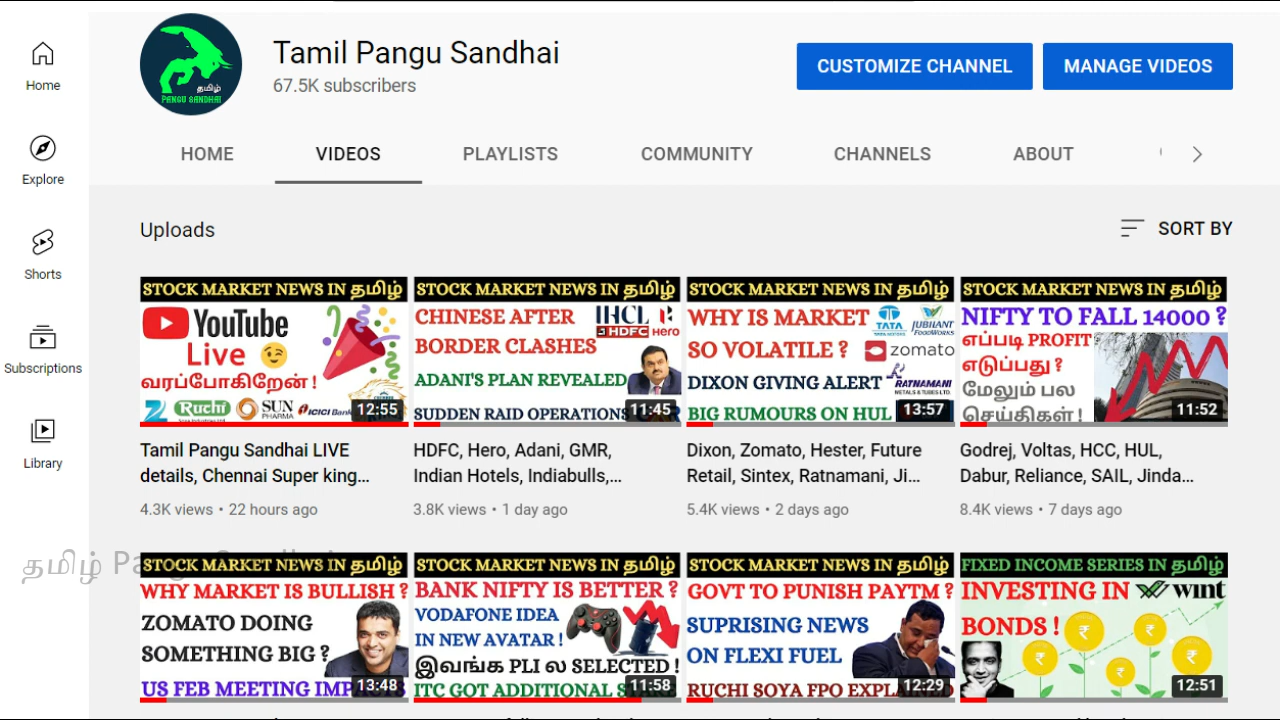 Tamil Pangu Sandhai
67.5K subscribers
CUSTOMIZE CHANNEL
MANAGE VIDEOS
தமிழ்
PANGU SANDHAI
Home
Explore
Shorts
Subscriptions
Library
HOME
VIDEOS
PLAYLISTS
COMMUNITY
CHANNELS
ABOUT
Uploads
SORT BY
STOCK MARKET NEWS IN தமிழ்
YouTube
Live
வரப்போகிறேன் !
Ruchi
SUN
PHARMA
ICICI Bank
12:55
Tamil Pangu Sandhai LIVE
details, Chennai Super king...
4.3K views • 22 hours ago
STOCK MARKET NEWS IN தமிழ்
CHINESE AFTER
IHCL
HDFC
Hero
BORDER CLASHES
ADANI'S PLAN REVEALED
SUDDEN RAID OPERATIONS
11:45
HDFC, Hero, Adani, GMR,
Indian Hotels, Indiabulls,...
3.8K views • 1 day ago
STOCK MARKET NEWS IN தமிழ்
WHY IS MARKET
TATA
JUBILANT
FOODWORKS
SO VOLATILE ?
zomato
DIXON GIVING ALERT
RATNAMANI
METALS & TUBES LTD.
BIG RUMOURS ON HUL
13:57
Dixon, Zomato, Hester, Future
Retail, Sintex, Ratnamani, Ji...
5.4K views • 2 days ago
STOCK MARKET NEWS IN தமிழ்
NIFTY TO FALL 14000 ?
எப்படி PROFIT
எடுப்பது ?
மேலும் பல
செய்திகள் !
11:52
Godrej, Voltas, HCC, HUL,
Dabur, Reliance, SAIL, Jinda...
8.4K views • 7 days ago
தமிழ் Pangu Sandhai
STOCK MARKET NEWS IN தமிழ்
WHY MARKET IS BULLISH ?
ZOMATO DOING
SOMETHING BIG ?
US FEB MEETING IMP
13:48
STOCK MARKET NEWS IN தமிழ்
BANK NIFTY IS BETTER ?
VODAFONE IDEA
IN NEW AVATAR !
இவங்க PLI ல SELECTED !
ITC GOT ADDITIONAL
11:58
STOCK MARKET NEWS IN தமிழ்
GOVT TO PUNISH PAYTM ?
SUPRISING NEWS
ON FLEXI FUEL
RUCHI SOYA FPO EXPLAINED
12:29
FIXED INCOME SERIES IN தமிழ்
INVESTING IN wint
BONDS !
12:51